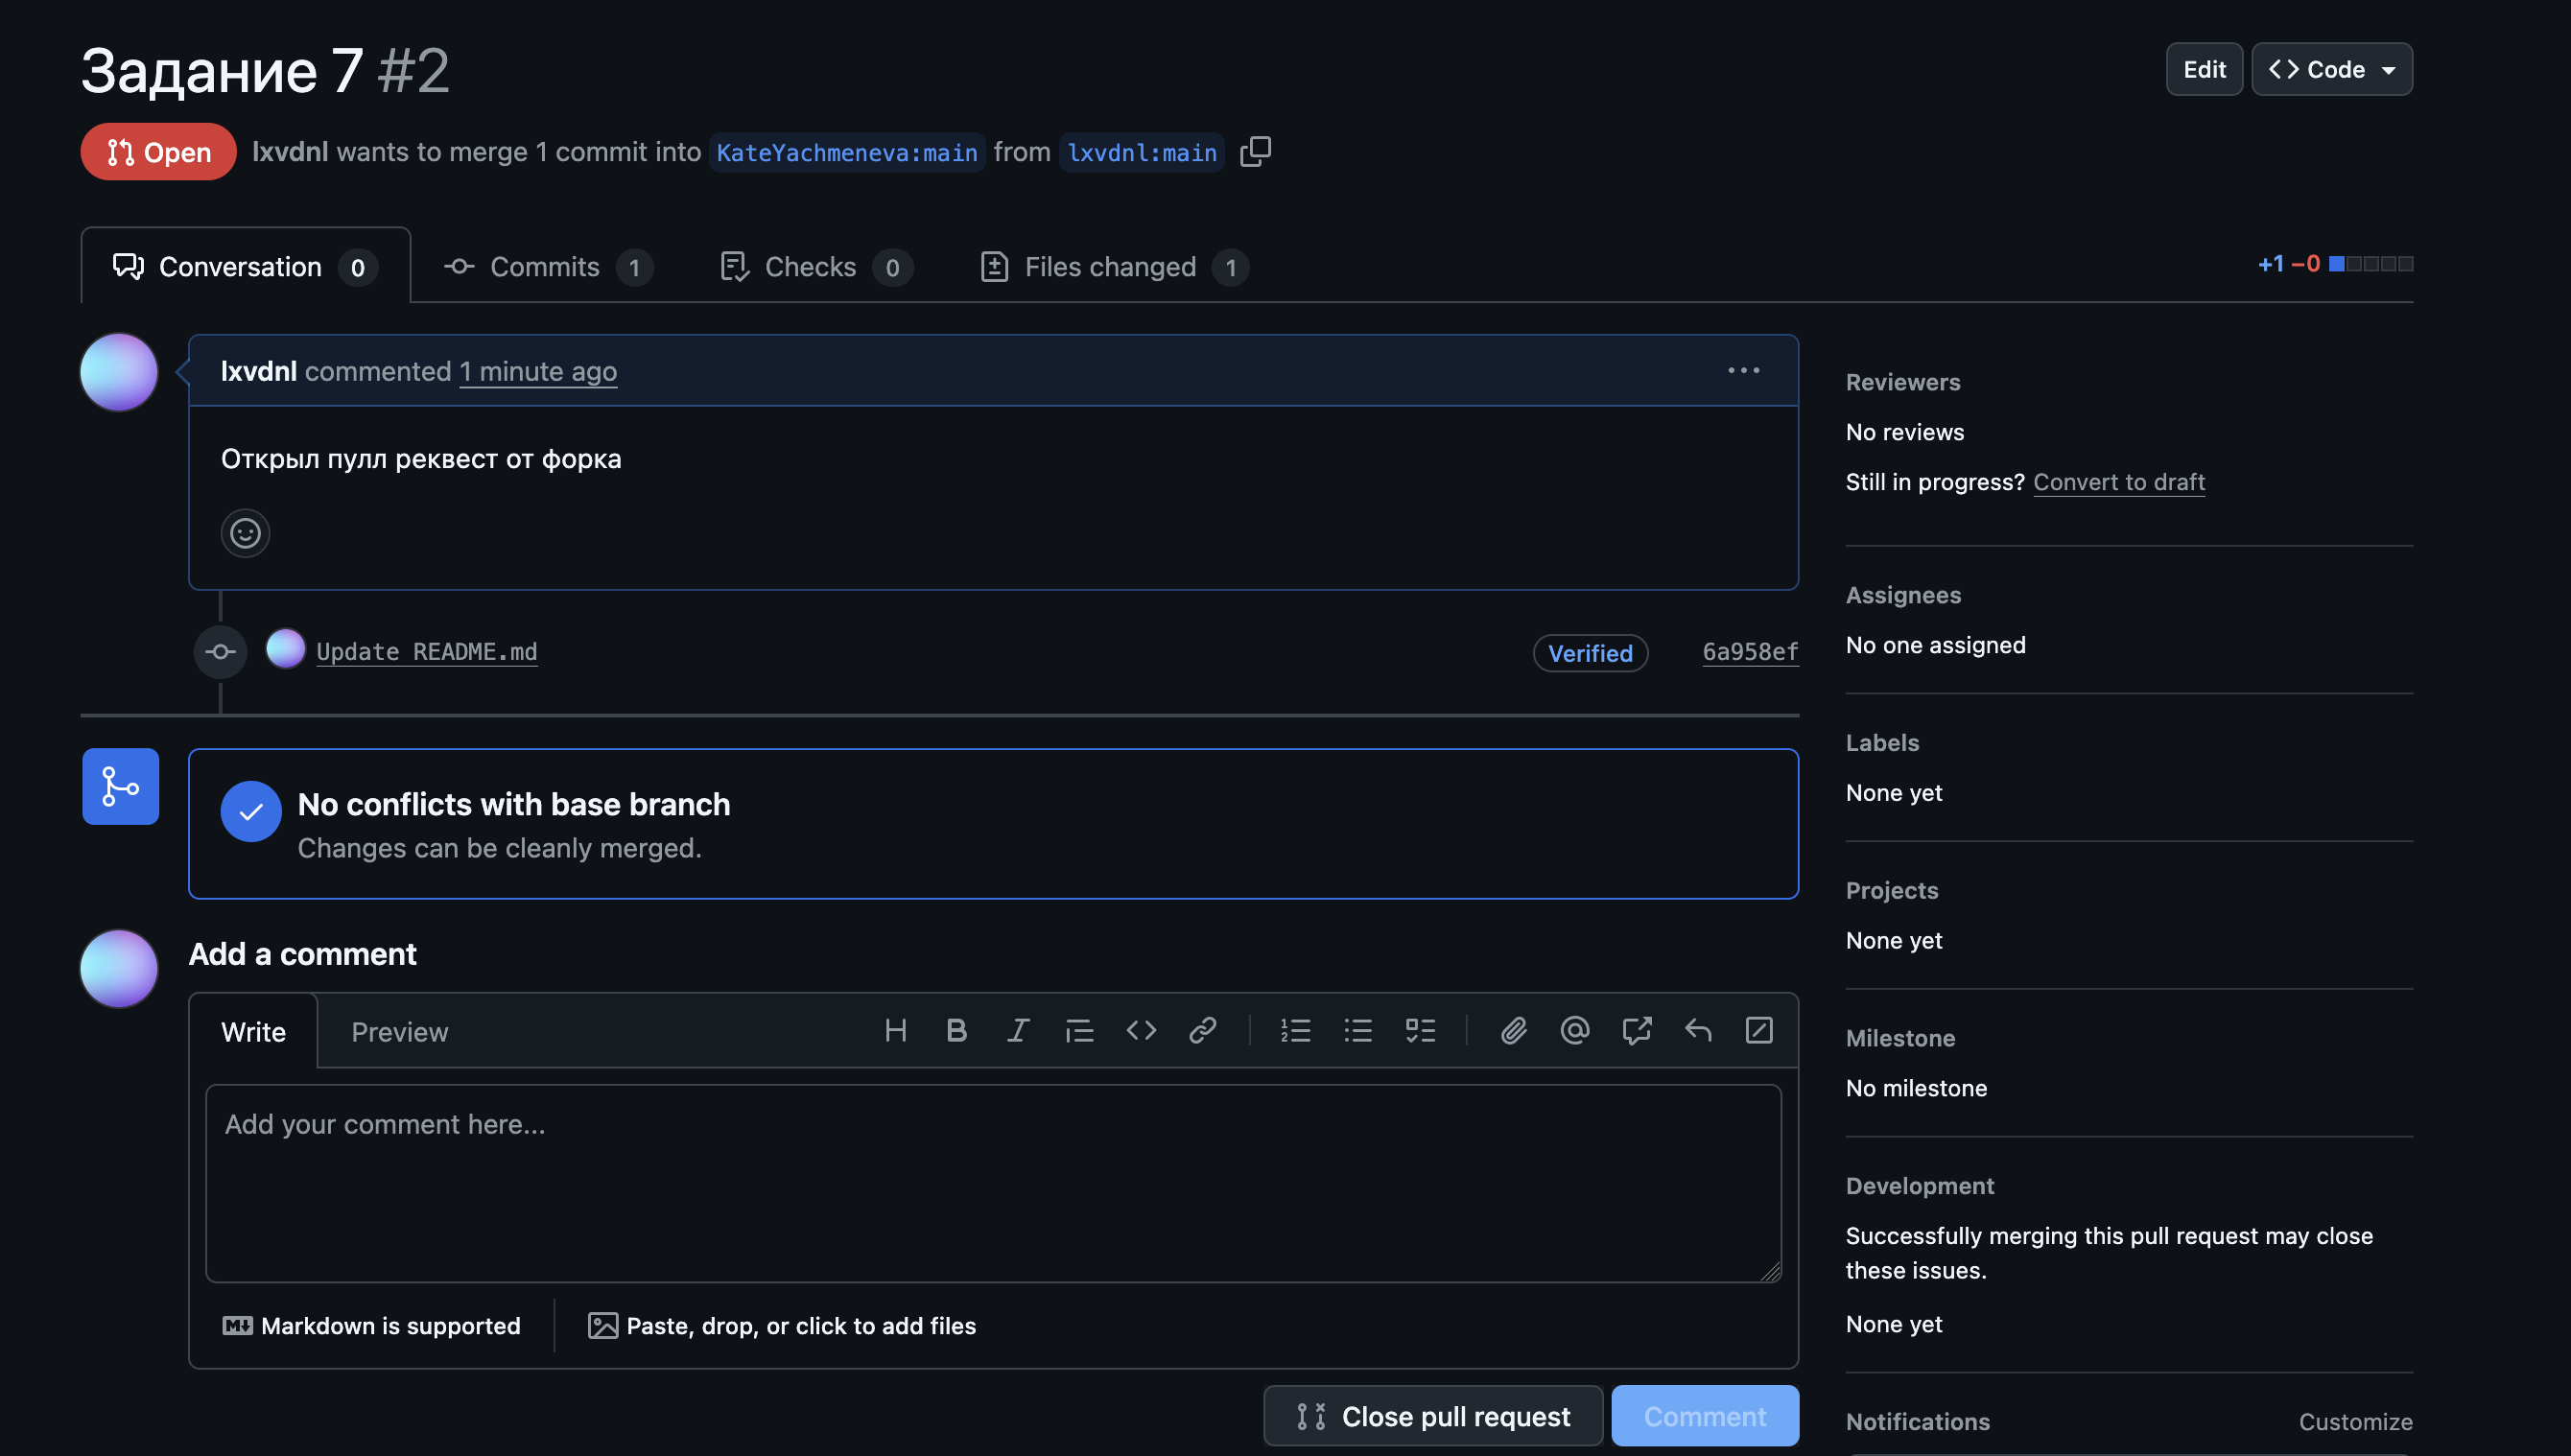 Задание 7 #2
Edit
Code
Open
lxvdnl wants to merge 1 commit into KateYachmeneva:main from lxvdnl:main
Conversation 0
Commits 1
Checks 0
Files changed 1
+1 −0
lxvdnl commented 1 minute ago
Открыл пулл реквест от форка
Update README.md
Verified
6a958ef
No conflicts with base branch
Changes can be cleanly merged.
Add a comment
Write
Preview
Add your comment here...
Markdown is supported
Paste, drop, or click to add files
Close pull request
Comment
Reviewers
No reviews
Still in progress? Convert to draft
Assignees
No one assigned
Labels
None yet
Projects
None yet
Milestone
No milestone
Development
Successfully merging this pull request may close
these issues.
None yet
Notifications
Customize